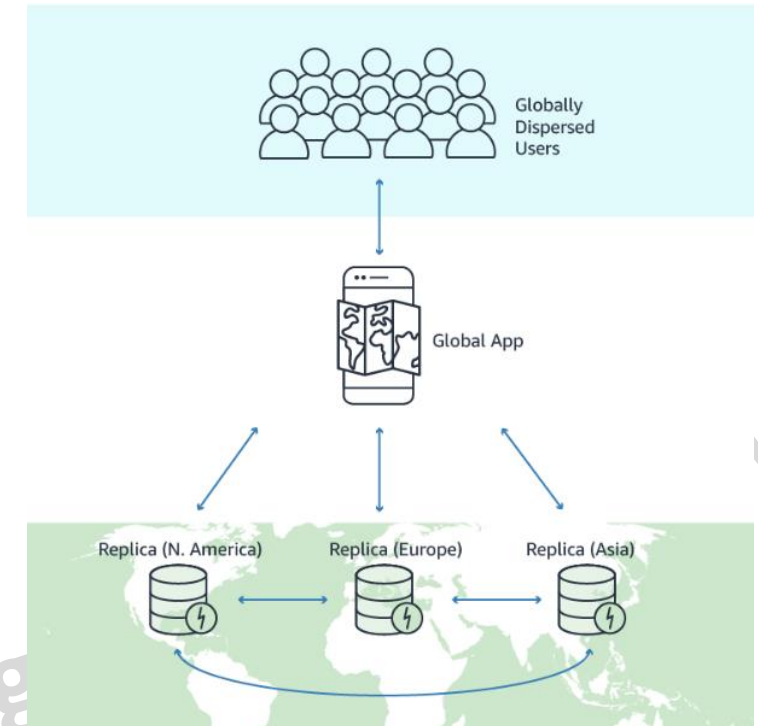 Globally
Dispersed
Users
Global App
Replica (N. America)
Replica (Europe)
Replica (Asia)